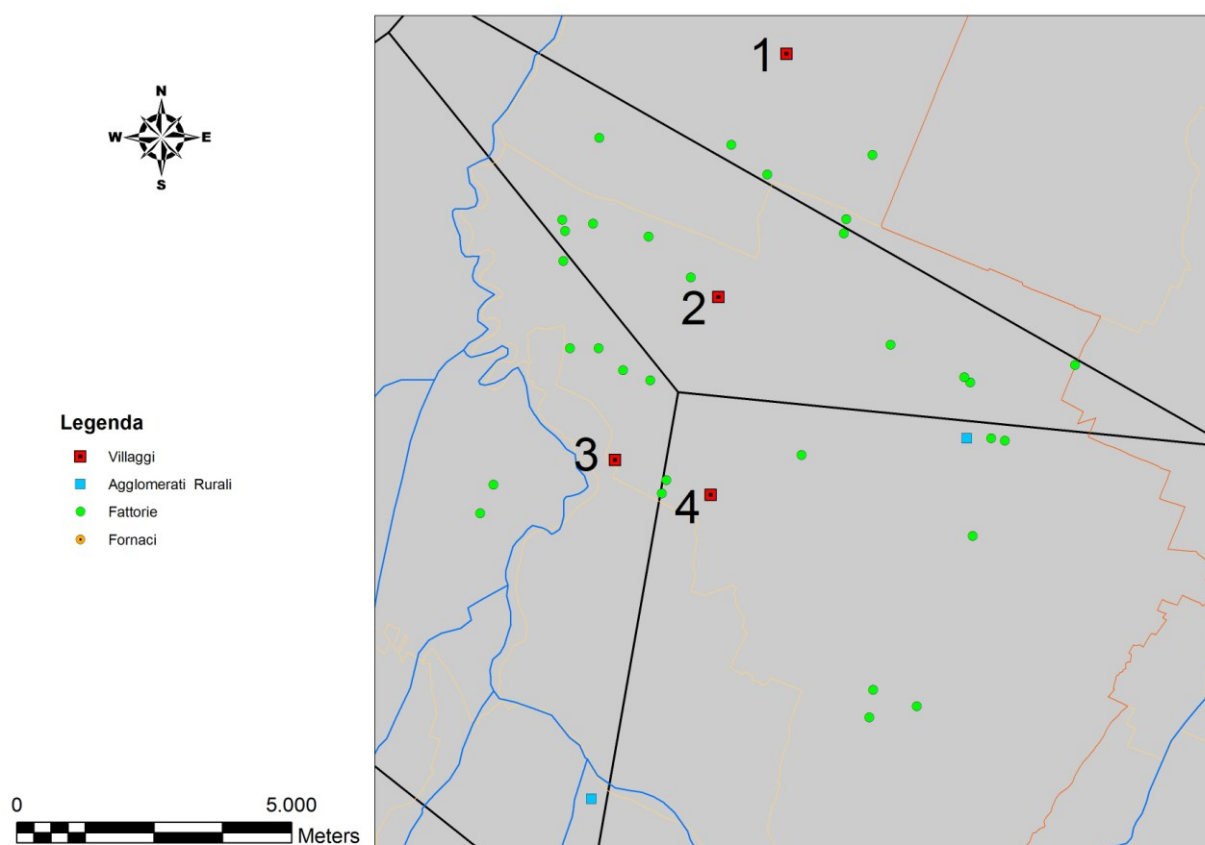 1
N
W E
S
2
Legenda
Villaggi
3
Agglomerati Rurali
4
Fattorie
Fornaci
0 5.000
Meters